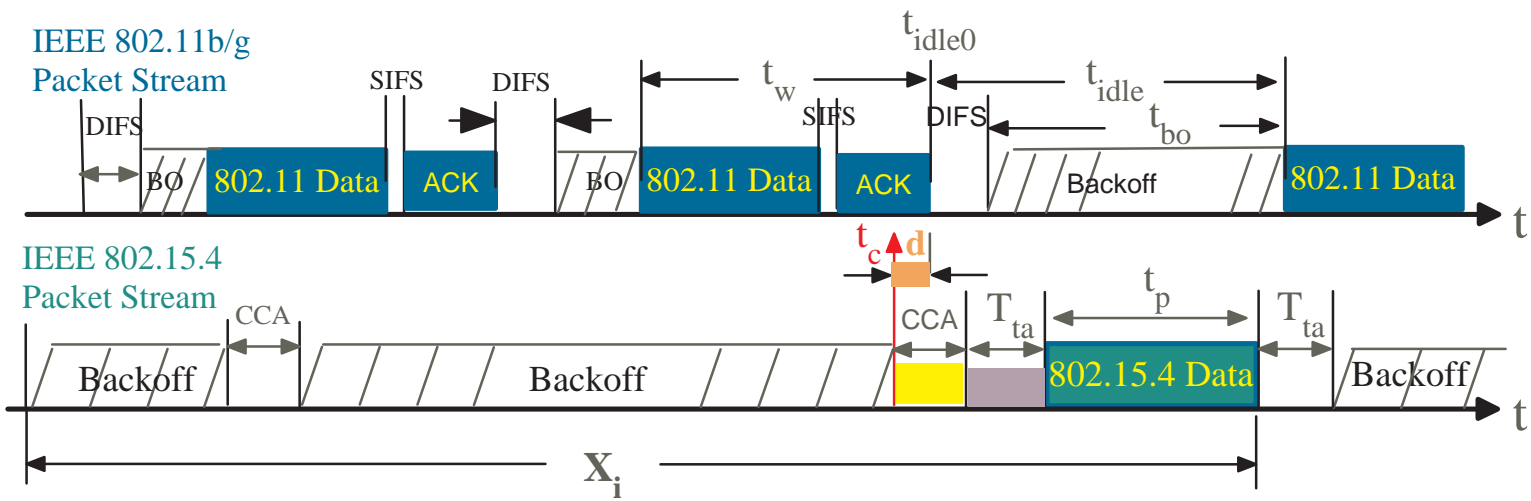 IEEE 802.11b/g
Packet Stream
DIFS
BO
802.11 Data
SIFS
ACK
DIFS
BO
802.11 Data
t_w
SIFS
ACK
t_idle0
DIFS
t_idle
t_bo
Backoff
802.11 Data
t
IEEE 802.15.4
Packet Stream
Backoff
CCA
Backoff
t_c
d
CCA
T_ta
t_p
802.15.4 Data
T_ta
Backoff
t
X_i